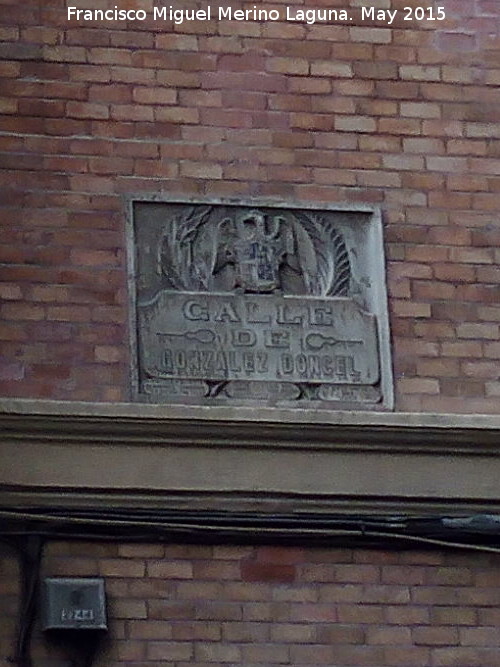 Francisco Miguel Merino Laguna. May 2015
CALLE
DE
GONZALEZ DONCEL